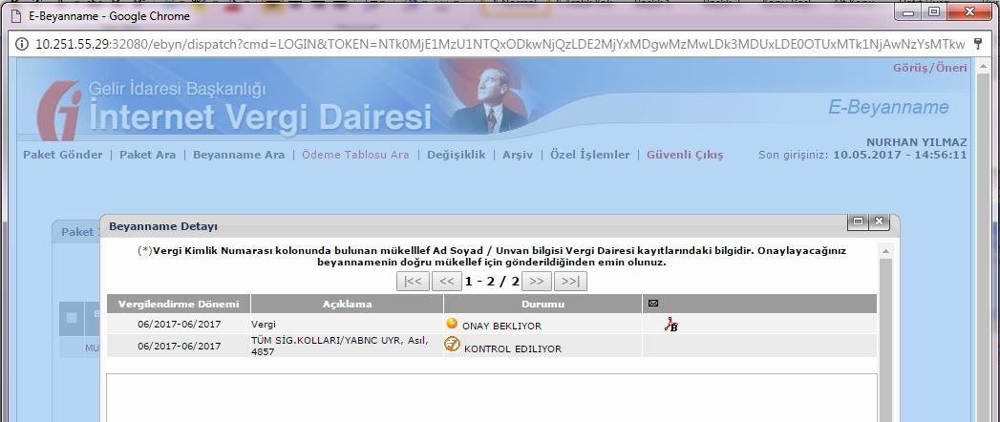 E-Beyanname - Google Chrome
10.251.55.29:32080/ebyn/dispatch?cmd=LOGIN&TOKEN=NTk0MjE1MzU1NTQxODkwNjQzLDE2MjYxMDgwMzMwLDk3MDUxLDE0OTUxMTk1NjAwNzYsMTkw
Görüş/Öneri
Gelir İdaresi Başkanlığı
İnternet Vergi Dairesi
E-Beyanname
NURHAN YILMAZ
Paket Gönder | Paket Ara | Beyanname Ara | Ödeme Tablosu Ara | Değişiklik | Arşiv | Özel İşlemler | Güvenli Çıkış
Son girişiniz: 10.05.2017 - 14:56:11
Paket
Beyanname Detayı
(*)Vergi Kimlik Numarası kolonunda bulunan mükelllef Ad Soyad / Unvan bilgisi Vergi Dairesi kayıtlarındaki bilgidir. Onaylayacağınız
beyannamenin doğru mükellef için gönderildiğinden emin olunuz.
|<< << 1 - 2 / 2 >> >>|
Vergilendirme Dönemi Açıklama Durumu
06/2017-06/2017 Vergi ONAY BEKLIYOR
06/2017-06/2017 TÜM SİG.KOLLARI/YABNC UYR, Asıl,
4857 KONTROL EDILIYOR
B
MU